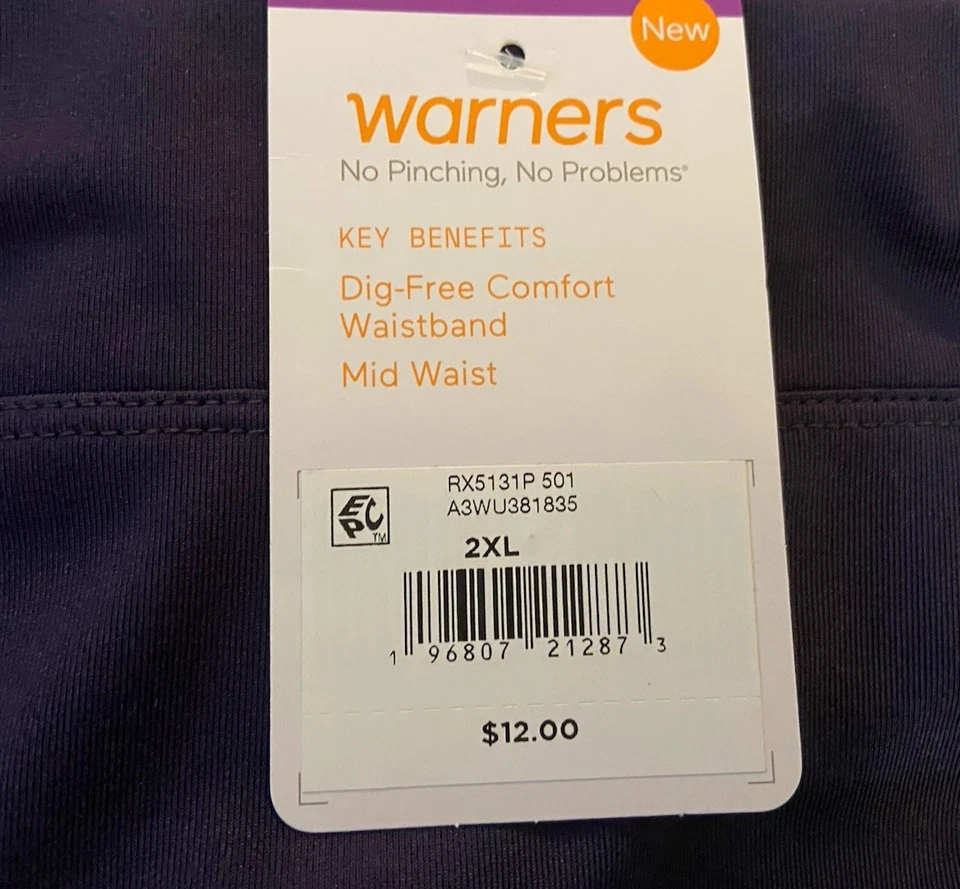 New
warners
No Pinching, No Problems®
KEY BENEFITS
Dig-Free Comfort
Waistband
Mid Waist
RX5131P 501
A3WU381835
EPC TM
2XL
1 96807 21287 3
$12.00